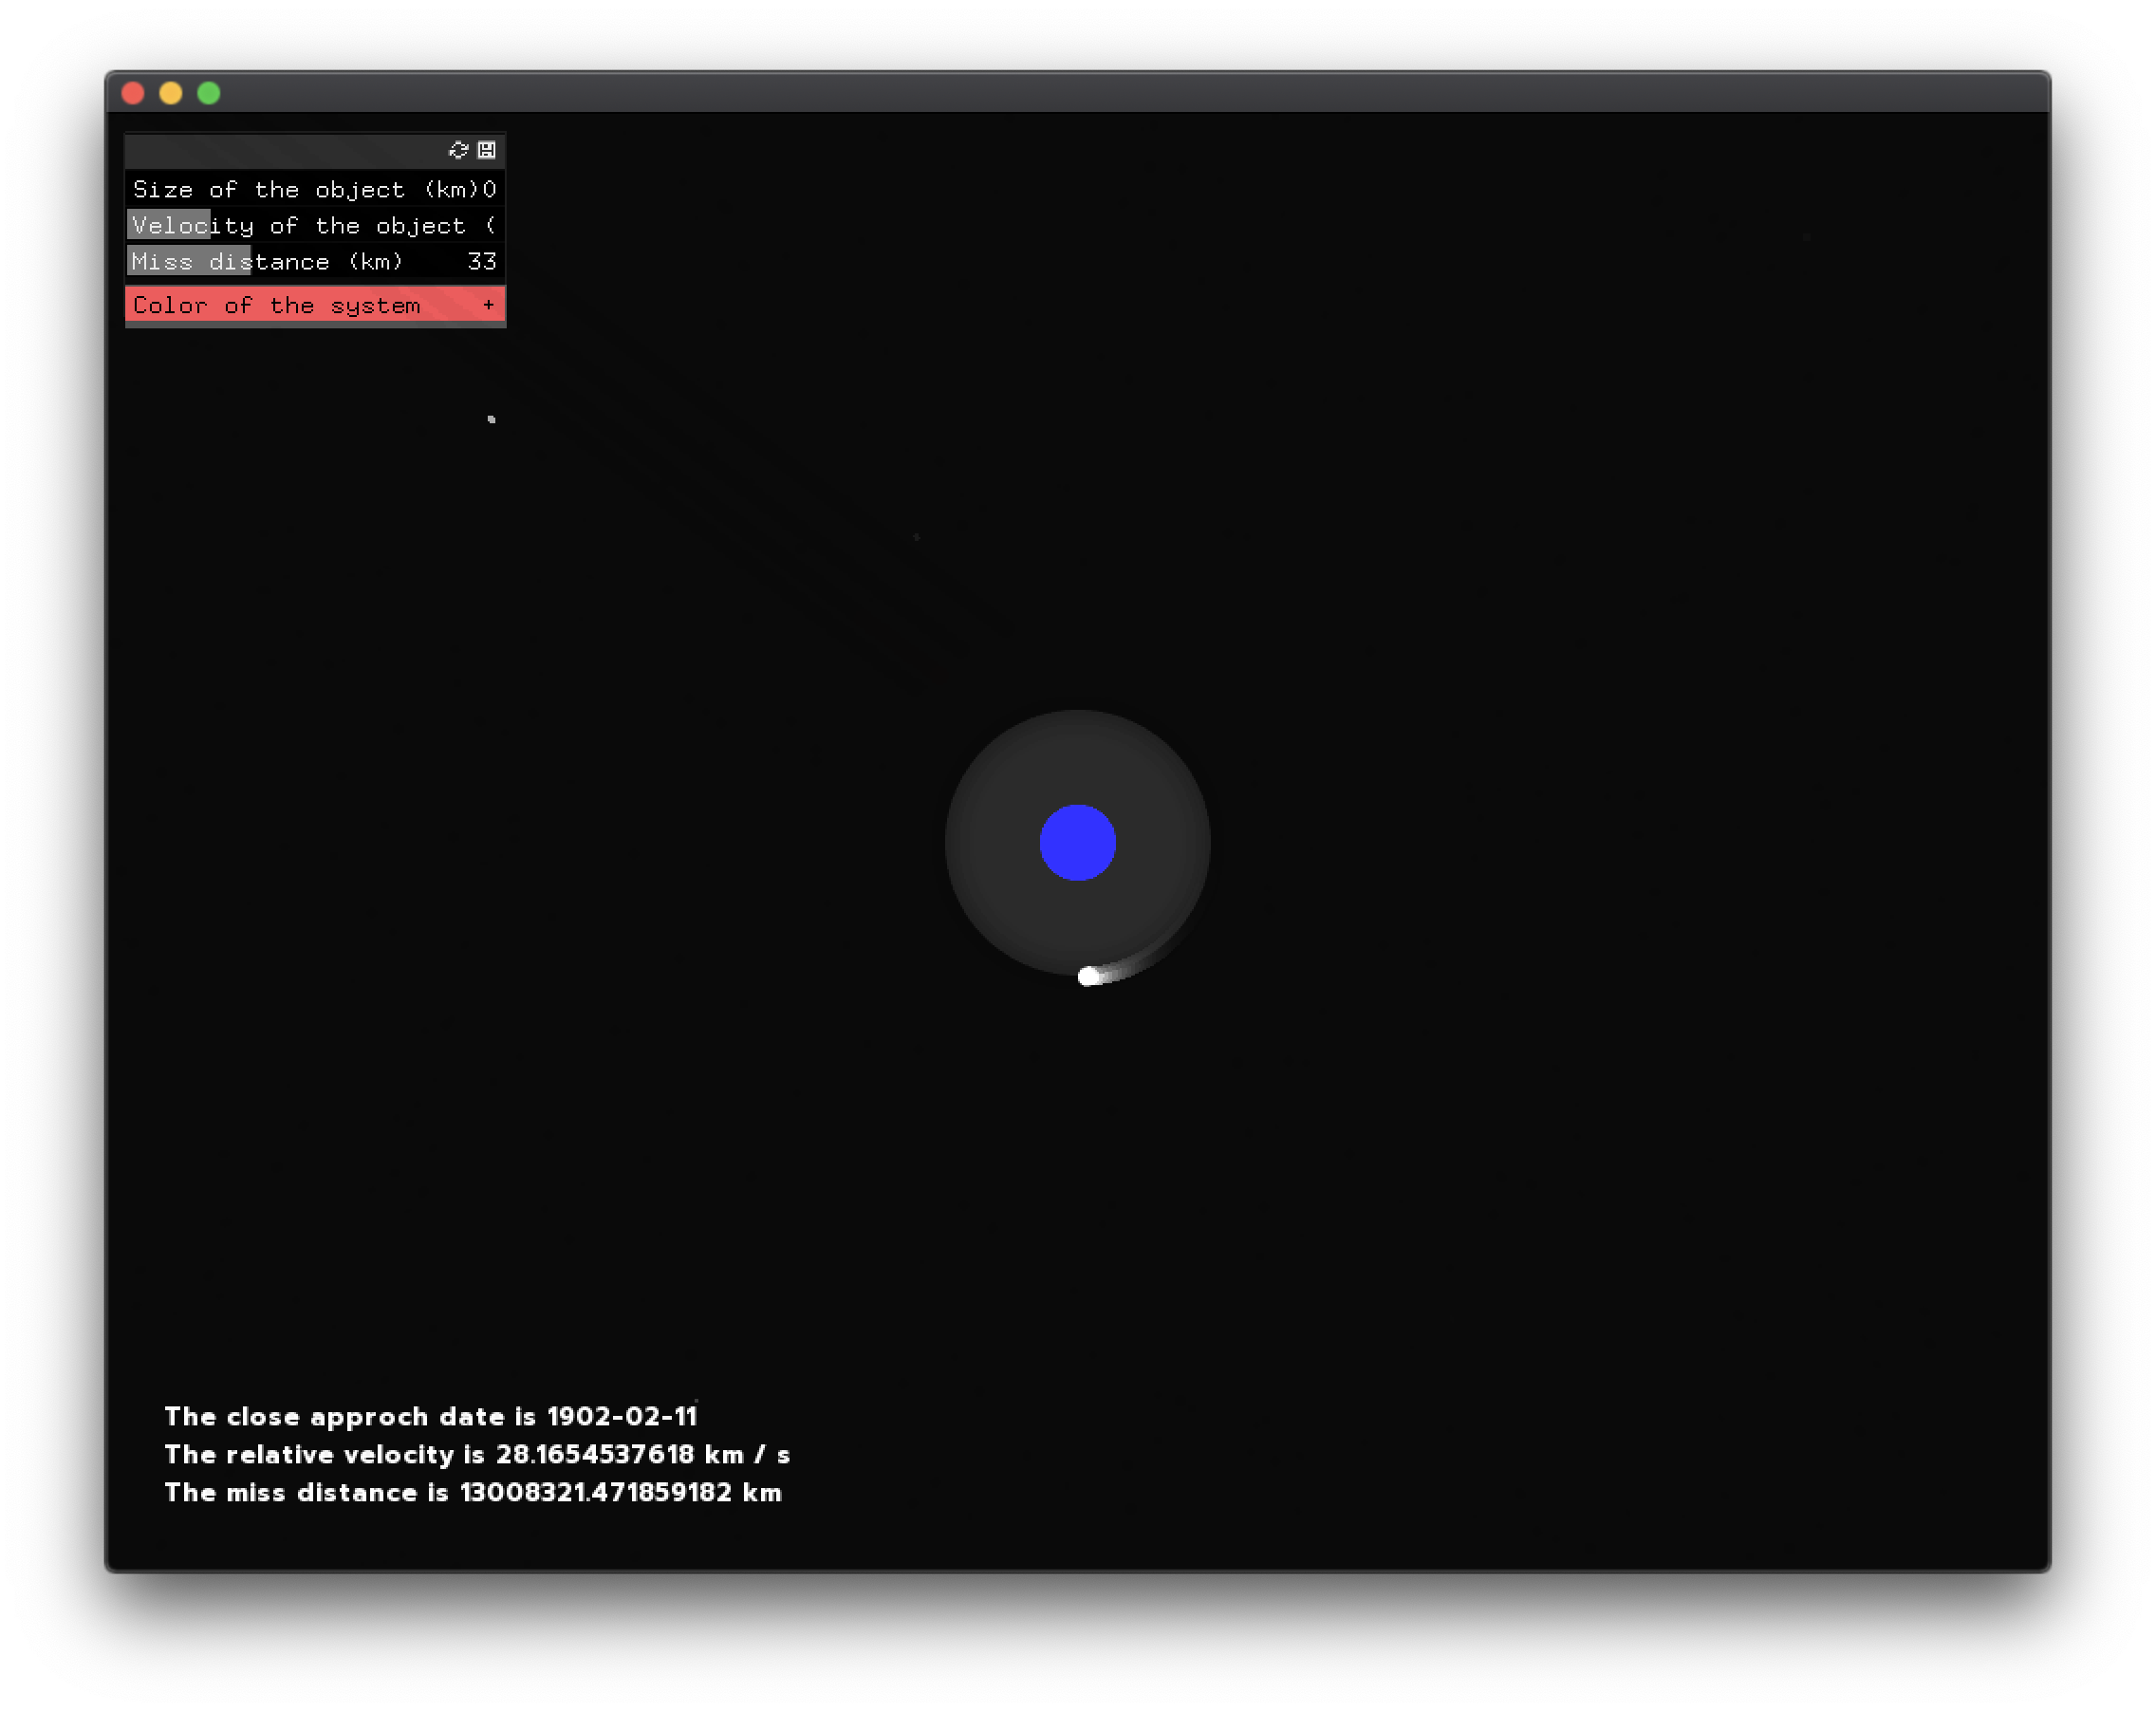 Size of the object (km)0
Velocity of the object (
Miss distance (km) 33
Color of the system +
The close approch date is 1902-02-11
The relative velocity is 28.1654537618 km / s
The miss distance is 13008321.471859182 km